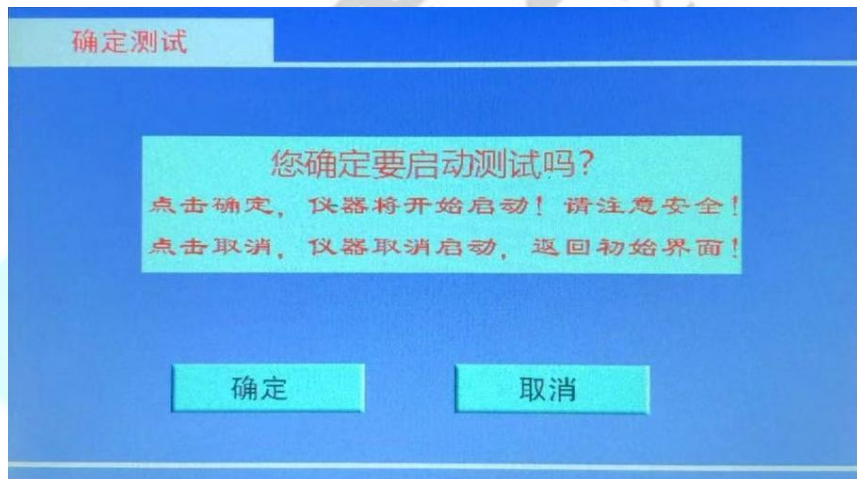 确定测试
您确定要启动测试吗？
点击确定，仪器将开始启动！请注意安全！
点击取消，仪器取消启动，返回初始界面！
确定
取消